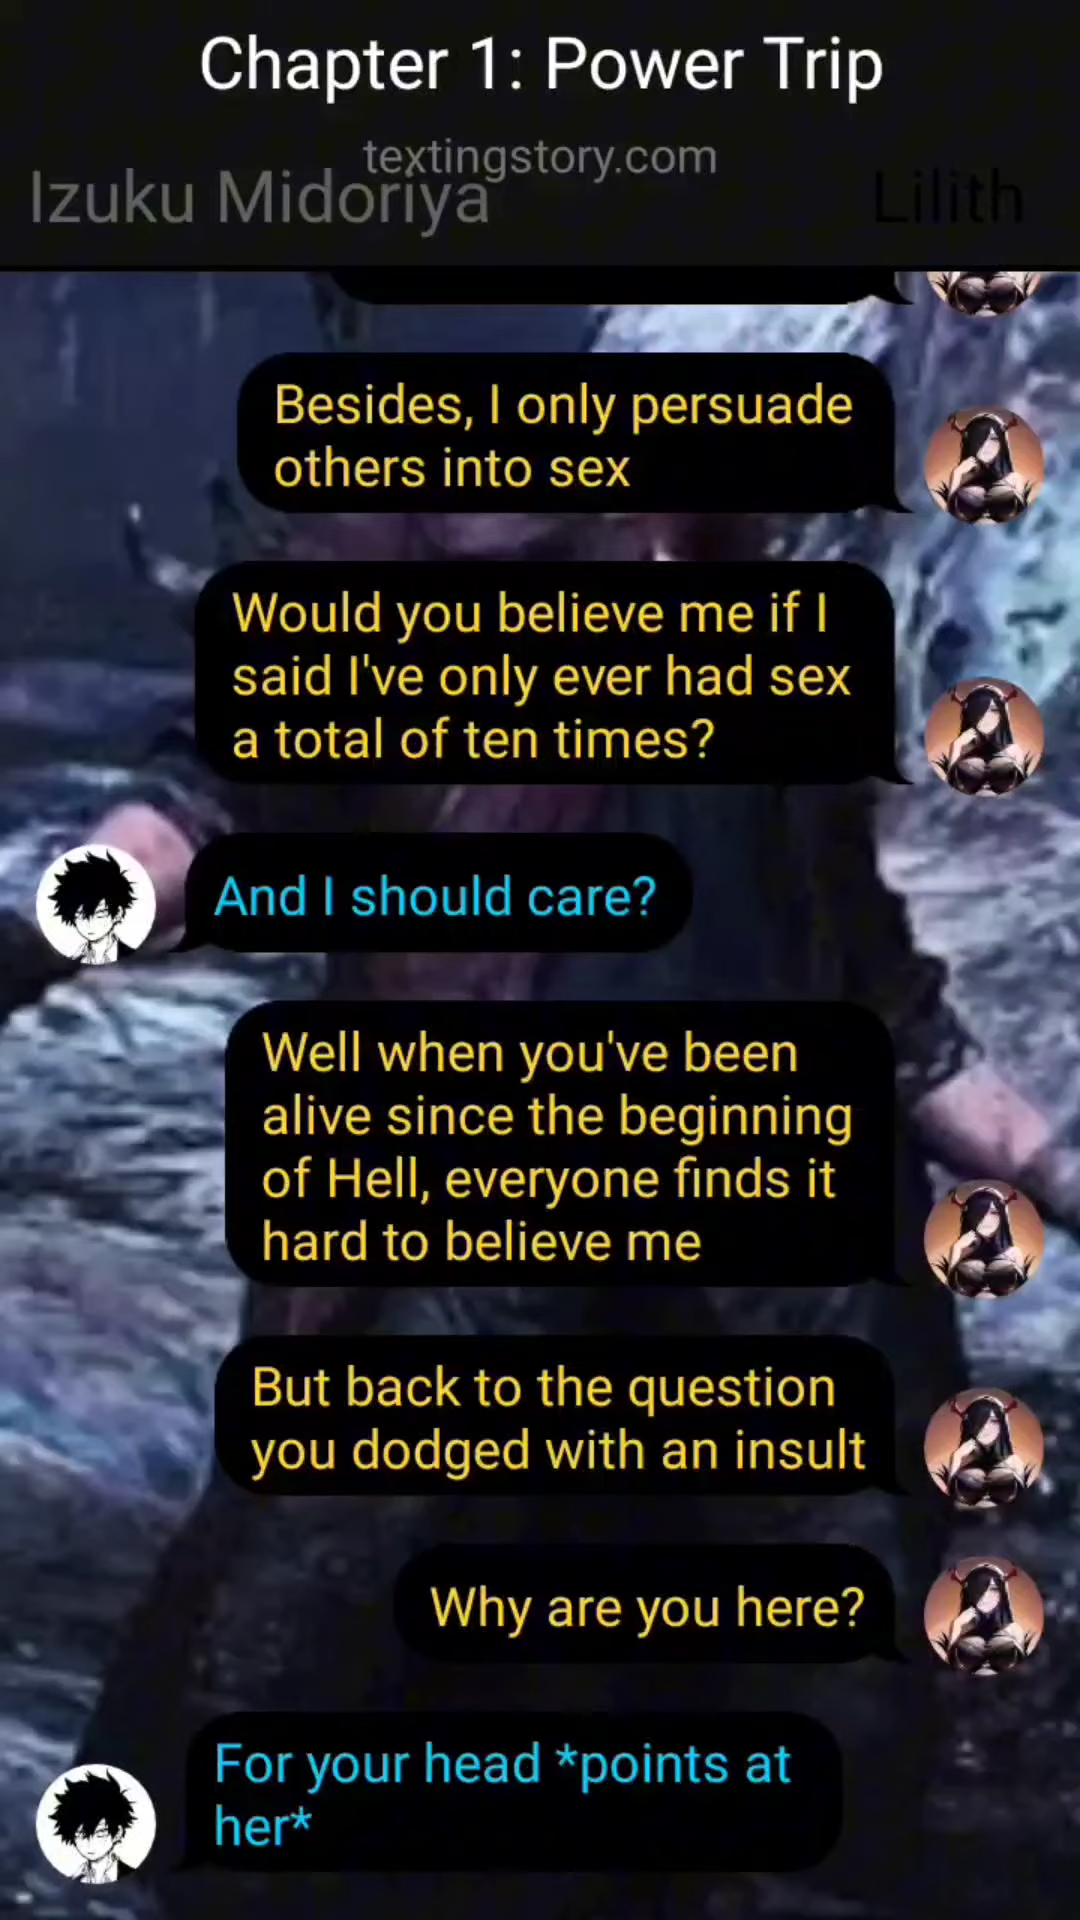 Chapter 1: Power Trip
textingstory.com
Izuku Midoriya
Lilith
Besides, I only persuade
others into sex
Would you believe me if I
said I've only ever had sex
a total of ten times?
And I should care?
Well when you've been
alive since the beginning
of Hell, everyone finds it
hard to believe me
But back to the question
you dodged with an insult
Why are you here?
For your head *points at
her*